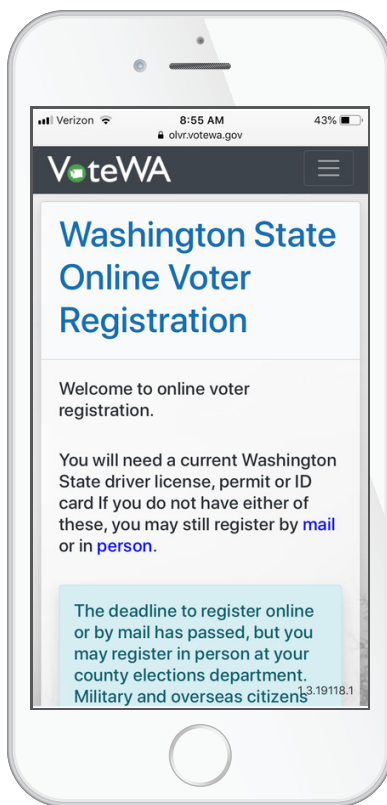 Verizon 8:55 AM 43%
olvr.votewa.gov
VoteWA
Washington State
Online Voter
Registration
Welcome to online voter
registration.
You will need a current Washington
State driver license, permit or ID
card If you do not have either of
these, you may still register by mail
or in person.
The deadline to register online
or by mail has passed, but you
may register in person at your
county elections department.
Military and overseas citizens
1.3.19118.1